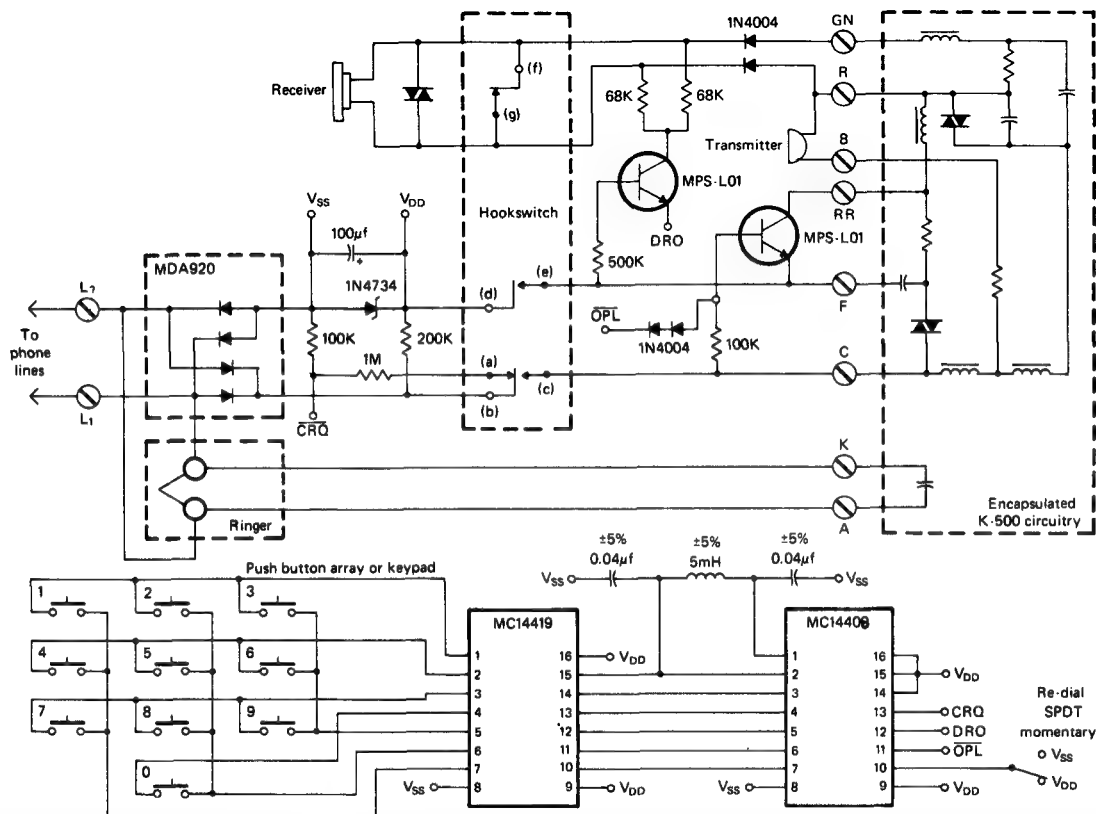 1N4004
GN
Receiver
(f)
(g)
68K
68K
R
Transmitter
B
MPS-L01
RR
MPS-L01
DRO
VSS
VDD
100µf
+
Hookswitch
MDA920
L2
1N4734
(d)
(e)
500K
F
OPL
1N4004
100K
To
phone
lines
100K
200K
1M
(a)
(b)
(c)
C
L1
CRQ
K
A
Ringer
Encapsulated
K-500 circuitry
Push button array or keypad
±5%
0.04µf
±5%
5mH
±5%
0.04µf
VSS
VSS
1
2
3
4
5
6
7
8
9
0
MC14419
1
2
3
4
5
6
7
8
16
15
14
13
12
11
10
9
VDD
VSS
VDD
MC14408
1
2
3
4
5
6
7
8
16
15
14
13
12
11
10
9
VDD
CRQ
DRO
OPL
VSS
VDD
Re-dial
SPDT
momentary
VSS
VDD